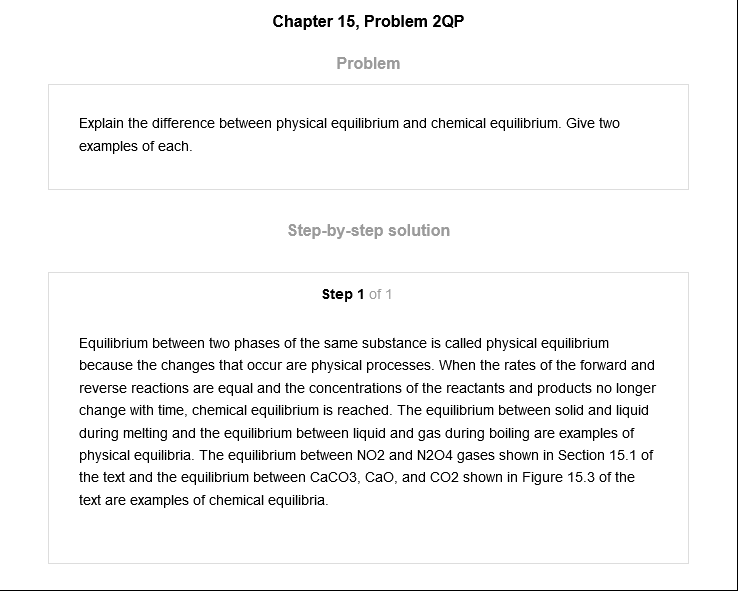 Chapter 15, Problem 2QP
Problem
Explain the difference between physical equilibrium and chemical equilibrium. Give two
examples of each.
Step-by-step solution
Step 1 of 1
Equilibrium between two phases of the same substance is called physical equilibrium
because the changes that occur are physical processes. When the rates of the forward and
reverse reactions are equal and the concentrations of the reactants and products no longer
change with time, chemical equilibrium is reached. The equilibrium between solid and liquid
during melting and the equilibrium between liquid and gas during boiling are examples of
physical equilibria. The equilibrium between NO2 and N2O4 gases shown in Section 15.1 of
the text and the equilibrium between CaCO3, CaO, and CO2 shown in Figure 15.3 of the
text are examples of chemical equilibria.